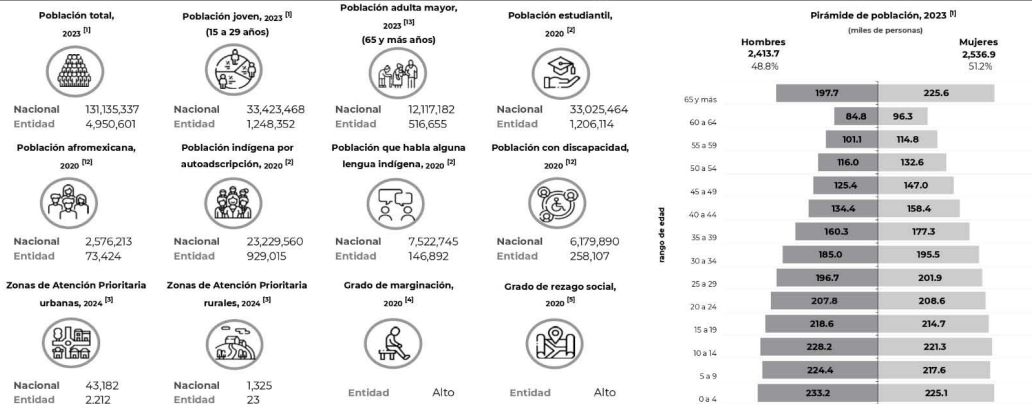 Población total,
2023 [1]
Nacional 131,135,337
Entidad 4,950,601
Población joven, 2023 [1]
(15 a 29 años)
Nacional 33,423,468
Entidad 1,248,352
Población adulta mayor,
2023 [13]
(65 y más años)
Nacional 12,117,182
Entidad 516,655
Población estudiantil,
2020 [2]
Nacional 33,025,464
Entidad 1,206,114
Población afromexicana,
2020 [12]
Nacional 2,576,213
Entidad 73,424
Población indígena por
autoadscripción, 2020 [2]
Nacional 23,229,560
Entidad 929,015
Población que habla alguna
lengua indígena, 2020 [2]
Nacional 7,522,745
Entidad 146,892
Población con discapacidad,
2020 [12]
Nacional 6,179,890
Entidad 258,107
Zonas de Atención Prioritaria
urbanas, 2024 [3]
Nacional 43,182
Entidad 2,212
Zonas de Atención Prioritaria
rurales, 2024 [3]
Nacional 1,325
Entidad 23
Grado de marginación,
2020 [4]
Entidad Alto
Grado de rezago social,
2020 [5]
Entidad Alto
Pirámide de población, 2023 [1]
(miles de personas)
Hombres Mujeres
2,413.7 2,536.9
48.8% 51.2%
rango de edad
65 y más 197.7 225.6
60 a 64 84.8 96.3
55 a 59 101.1 114.8
50 a 54 116.0 132.6
45 a 49 125.4 147.0
40 a 44 134.4 158.4
35 a 39 160.3 177.3
30 a 34 185.0 195.5
25 a 29 196.7 201.9
20 a 24 207.8 208.6
15 a 19 218.6 214.7
10 a 14 228.2 221.3
5 a 9 224.4 217.6
0 a 4 233.2 225.1